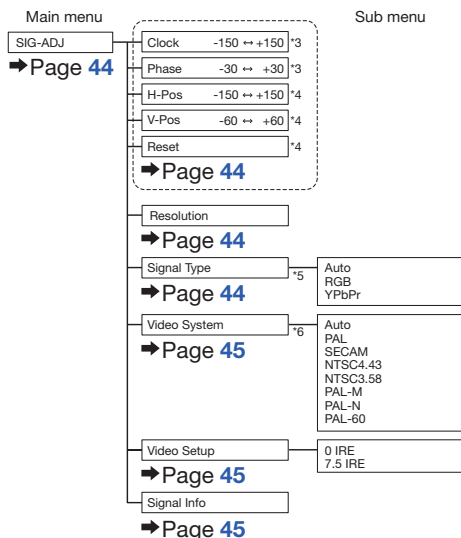 Main menu Sub menu
SIG-ADJ
➡Page 44
Clock -150 ↔ +150 *3
Phase -30 ↔ +30 *3
H-Pos -150 ↔ +150 *4
V-Pos -60 ↔ +60 *4
Reset *4
➡Page 44
Resolution
➡Page 44
Signal Type *5
➡Page 44
Auto
RGB
YPbPr
Video System *6
➡Page 45
Auto
PAL
SECAM
NTSC4.43
NTSC3.58
PAL-M
PAL-N
PAL-60
Video Setup
➡Page 45
0 IRE
7.5 IRE
Signal Info
➡Page 45